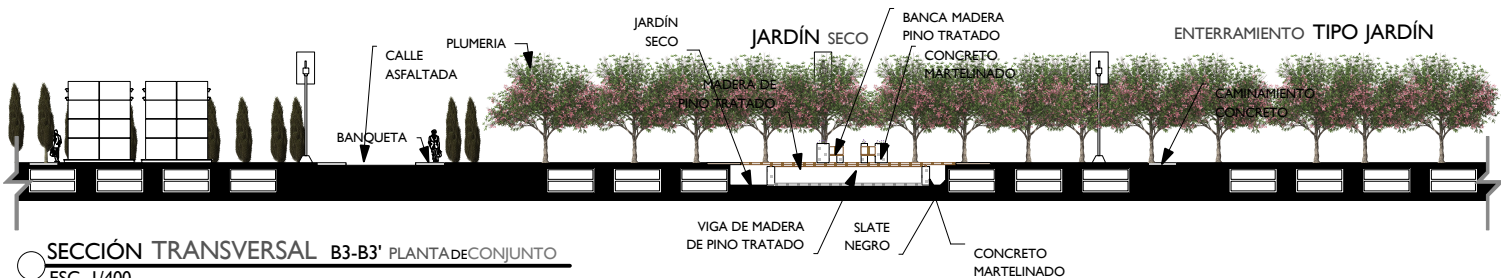 JARDÍN
SECO
JARDÍN SECO
BANCA MADERA
PINO TRATADO
CONCRETO
MARTELINADO
ENTERRAMIENTO TIPO JARDÍN
PLUMERIA
CALLE
ASFALTADA
MADERA DE
PINO TRATADO
CAMINAMIENTO
CONCRETO
BANQUETA
VIGA DE MADERA
DE PINO TRATADO
SLATE
NEGRO
CONCRETO
MARTELINADO
SECCIÓN TRANSVERSAL B3-B3' PLANTA DE CONJUNTO
ESC. 1/400